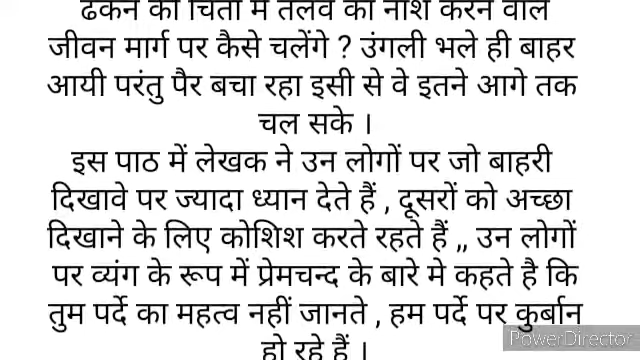 ढकने की चिंता में तलवे का नाश करने वाले
जीवन मार्ग पर कैसे चलेंगे ? उंगली भले ही बाहर
आयी परंतु पैर बचा रहा इसी से वे इतने आगे तक
चल सके ।
इस पाठ में लेखक ने उन लोगों पर जो बाहरी
दिखावे पर ज्यादा ध्यान देते हैं , दूसरों को अच्छा
दिखाने के लिए कोशिश करते रहते हैं ,, उन लोगों
पर व्यंग के रूप में प्रेमचन्द के बारे मे कहते है कि
तुम पर्दे का महत्व नहीं जानते , हम पर्दे पर कुर्बान
हो रहे हैं ।
PowerDirector